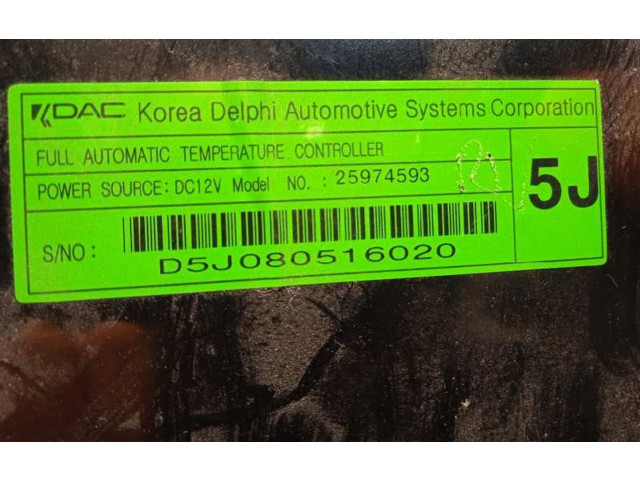 KDAC Korea Delphi Automotive Systems Corporation
FULL AUTOMATIC TEMPERATURE CONTROLLER
POWER SOURCE: DC12V Model NO. : 25974593
5J
S/NO :
D5J080516020